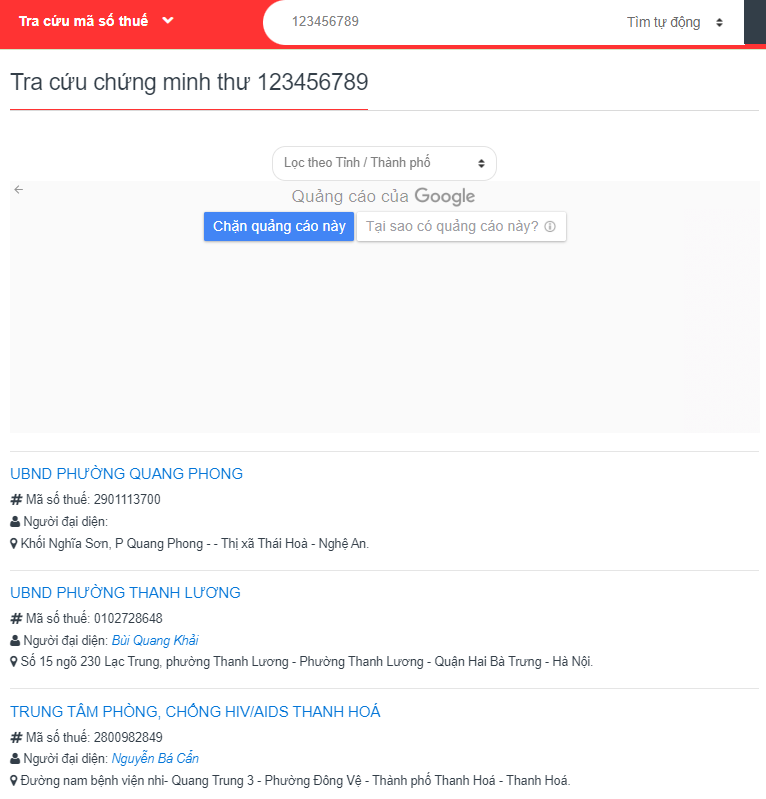 Tra cứu mã số thuế
123456789
Tìm tự động
Tra cứu chứng minh thư 123456789
Lọc theo Tỉnh / Thành phố
Quảng cáo của Google
Chặn quảng cáo này
Tại sao có quảng cáo này?
UBND PHƯỜNG QUANG PHONG
Mã số thuế: 2901113700
Người đại diện:
Khối Nghĩa Sơn, P Quang Phong - - Thị xã Thái Hoà - Nghệ An.
UBND PHƯỜNG THANH LƯƠNG
Mã số thuế: 0102728648
Người đại diện: Bùi Quang Khải
Số 15 ngõ 230 Lạc Trung, phường Thanh Lương - Phường Thanh Lương - Quận Hai Bà Trưng - Hà Nội.
TRUNG TÂM PHÒNG, CHỐNG HIV/AIDS THANH HOÁ
Mã số thuế: 2800982849
Người đại diện: Nguyễn Bá Cẩn
Đường nam bệnh viện nhi- Quang Trung 3 - Phường Đông Vệ - Thành phố Thanh Hoá - Thanh Hoá.